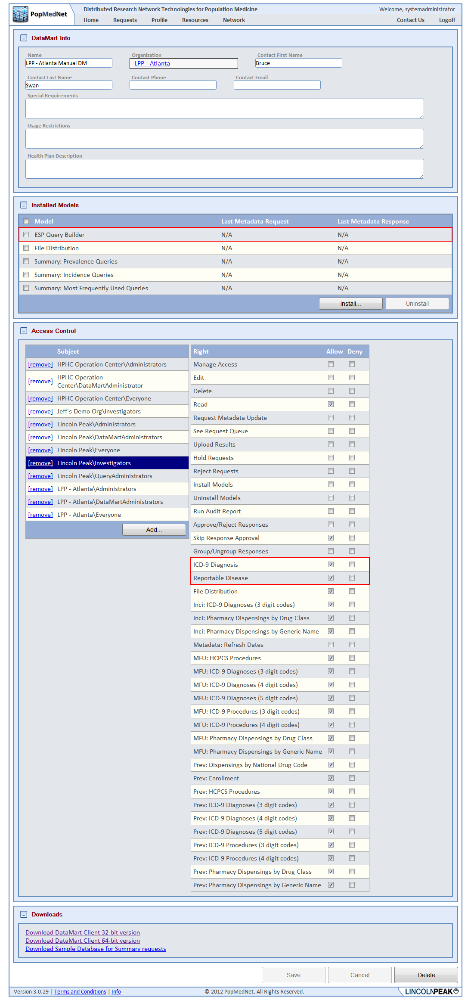 PopMedNet
Distributed Research Network Technologies for Population Medicine
Welcome, systemadministrator
Home Requests Profile Resources Network Contact Us Logoff
DataMart Info
Name Organization Contact First Name
LPP - Atlanta Manual DM LPP - Atlanta Bruce
Contact Last Name Contact Phone Contact Email
Swan
Special Requirements
Usage Restrictions
Health Plan Description
Installed Models
Model Last Metadata Request Last Metadata Response
ESP Query Builder N/A N/A
File Distribution N/A N/A
Summary: Prevalence Queries N/A N/A
Summary: Incidence Queries N/A N/A
Summary: Most Frequently Used Queries N/A N/A
Install... Uninstall
Access Control
Subject
[remove] HPHC Operation Center\Administrators
[remove] HPHC Operation
Center\DataMartAdministrator
[remove] HPHC Operation Center\Everyone
[remove] Jeff's Demo Org\Investigators
[remove] Lincoln Peak\Administrators
[remove] Lincoln Peak\DataMartAdministrators
[remove] Lincoln Peak\Everyone
[remove] Lincoln Peak\Investigators
[remove] Lincoln Peak\QueryAdministrators
[remove] LPP - Atlanta\Administrators
[remove] LPP - Atlanta\DataMartAdministrators
[remove] LPP - Atlanta\Everyone
Add...
Right Allow Deny
Manage Access
Edit
Delete
Read
Request Metadata Update
See Request Queue
Upload Results
Hold Requests
Reject Requests
Install Models
Uninstall Models
Run Audit Report
Approve/Reject Responses
Skip Response Approval
Group/Ungroup Responses
ICD-9 Diagnosis
Reportable Disease
File Distribution
Inci: ICD-9 Diagnoses (3 digit codes)
Inci: Pharmacy Dispensings by Drug Class
Inci: Pharmacy Dispensings by Generic Name
Metadata: Refresh Dates
MFU: HCPCS Procedures
MFU: ICD-9 Diagnoses (3 digit codes)
MFU: ICD-9 Diagnoses (4 digit codes)
MFU: ICD-9 Diagnoses (5 digit codes)
MFU: ICD-9 Procedures (3 digit codes)
MFU: ICD-9 Procedures (4 digit codes)
MFU: Pharmacy Dispensings by Drug Class
MFU: Pharmacy Dispensings by Generic Name
Prev: Dispensings by National Drug Code
Prev: Enrollment
Prev: HCPCS Procedures
Prev: ICD-9 Diagnoses (3 digit codes)
Prev: ICD-9 Diagnoses (4 digit codes)
Prev: ICD-9 Diagnoses (5 digit codes)
Prev: ICD-9 Procedures (3 digit codes)
Prev: ICD-9 Procedures (4 digit codes)
Prev: Pharmacy Dispensings by Drug Class
Prev: Pharmacy Dispensings by Generic Name
Downloads
Download DataMart Client 32-bit version
Download DataMart Client 64-bit version
Download Sample Database for Summary requests
Save Cancel Delete
Version 3.0.29 | Terms and Conditions | Info © 2012 PopMedNet, All Rights Reserved. LINCOLNPEAK